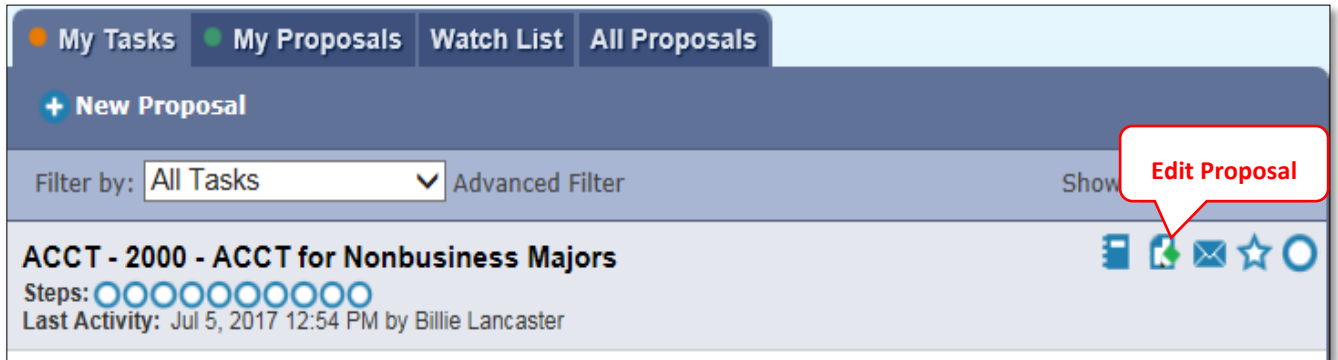 My Tasks My Proposals Watch List All Proposals
New Proposal
Edit Proposal
Filter by: All Tasks Advanced Filter Show
ACCT - 2000 - ACCT for Nonbusiness Majors
Steps:
Last Activity: Jul 5, 2017 12:54 PM by Billie Lancaster